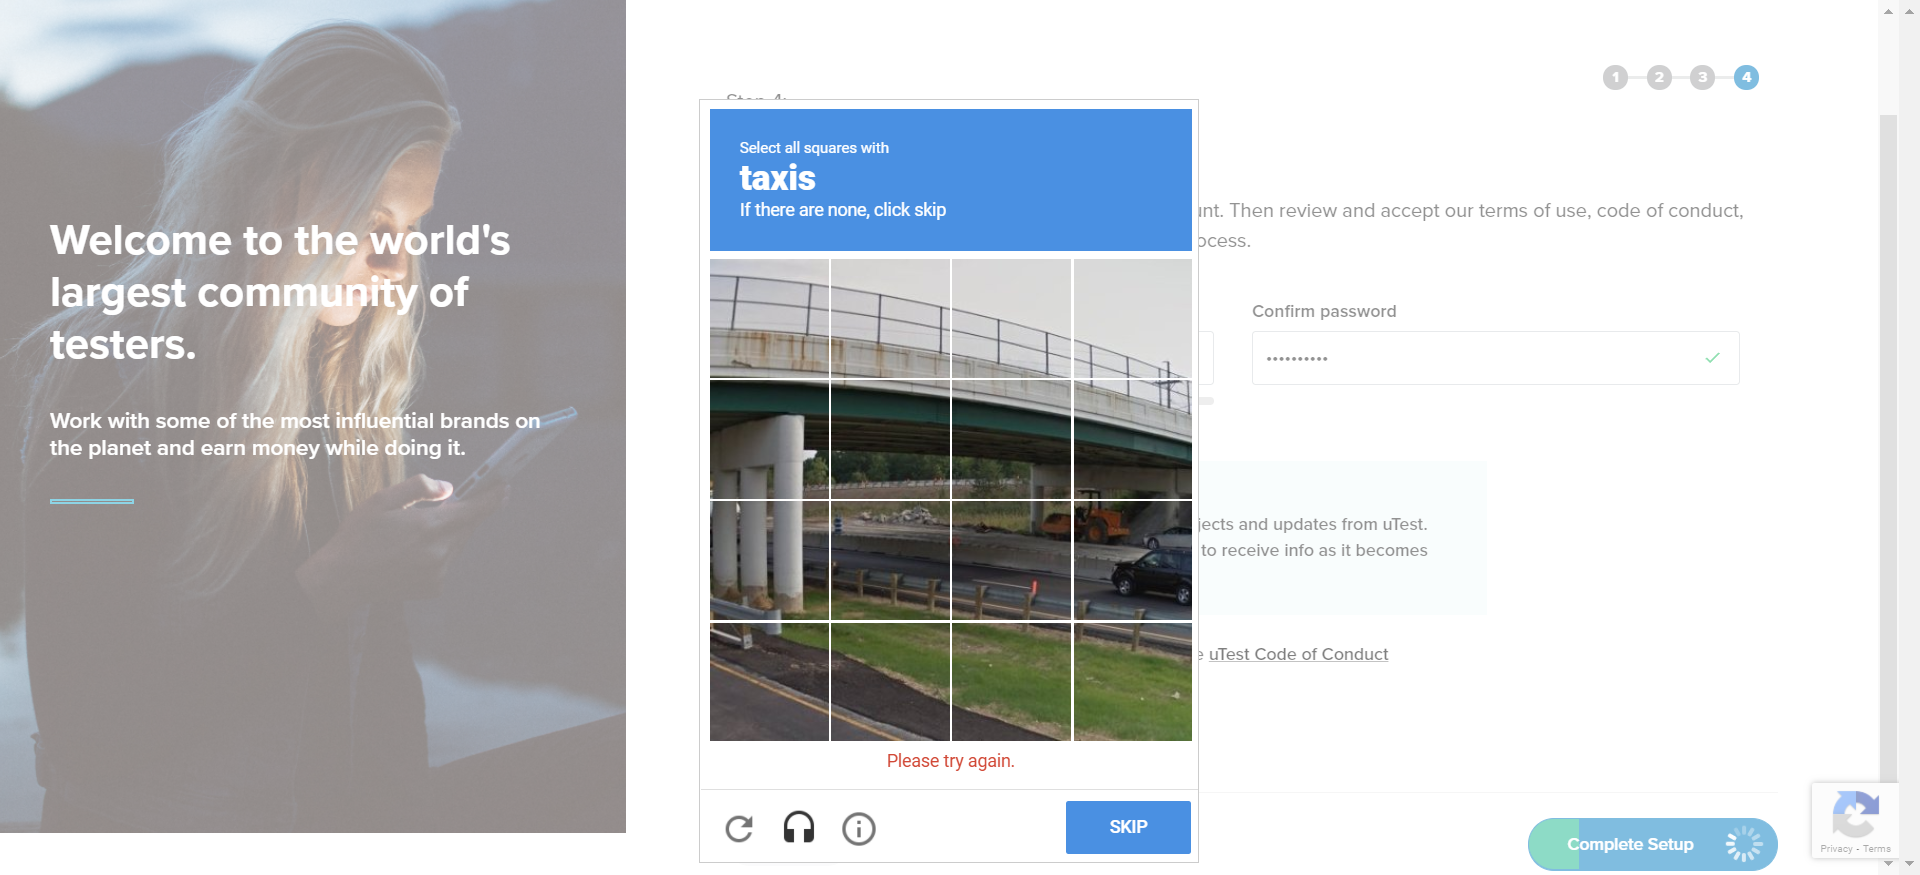 Welcome to the world's
largest community of
testers.
Work with some of the most influential brands on
the planet and earn money while doing it.
1 2 3 4
Step 4:
Select all squares with
taxis
If there are none, click skip
unt. Then review and accept our terms of use, code of conduct,
ocess.
Confirm password
jects and updates from uTest.
to receive info as it becomes
e uTest Code of Conduct
Please try again.
SKIP
Complete Setup
Privacy - Terms